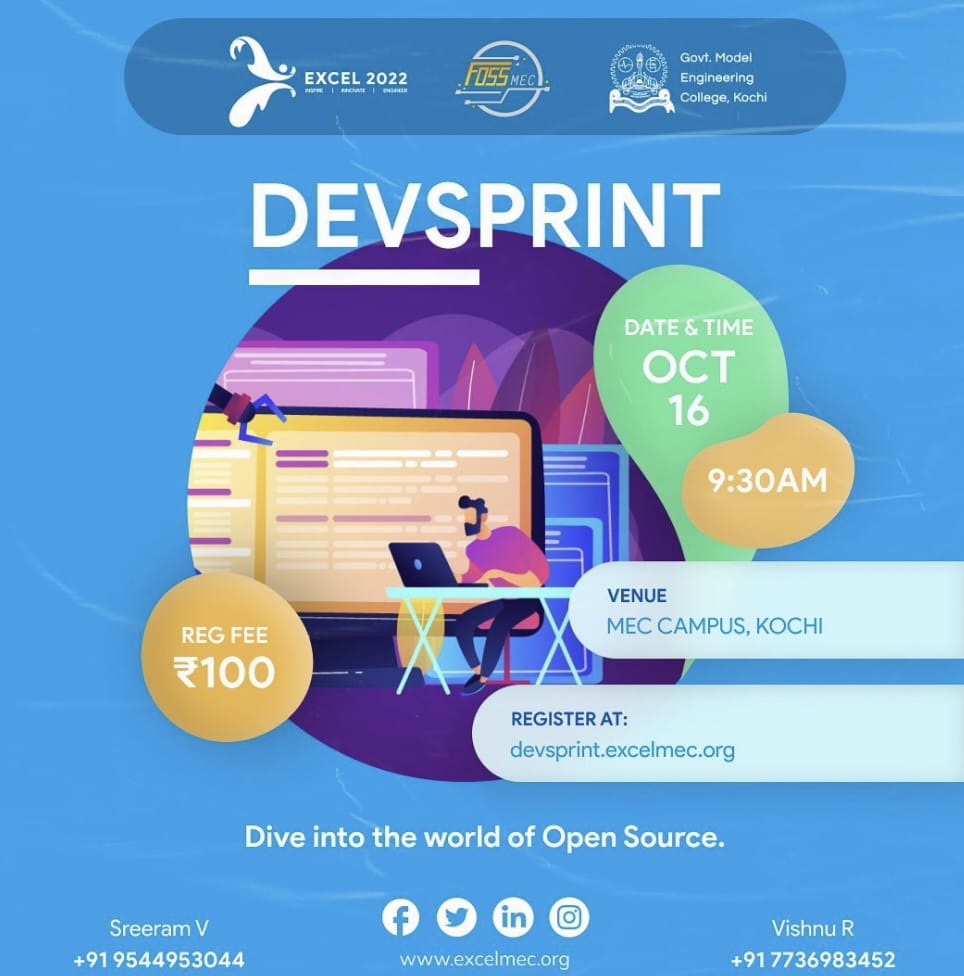 EXCEL 2022
INSPIRE | INNOVATE | ENGINEER
FOSS MEC
Govt. Model
Engineering
College, Kochi
DEVSPRINT
DATE & TIME
OCT
16
9:30AM
VENUE
MEC CAMPUS, KOCHI
REG FEE
₹100
REGISTER AT:
devsprint.excelmec.org
Dive into the world of Open Source.
Sreeram V
+91 9544953044
www.excelmec.org
Vishnu R
+91 7736983452